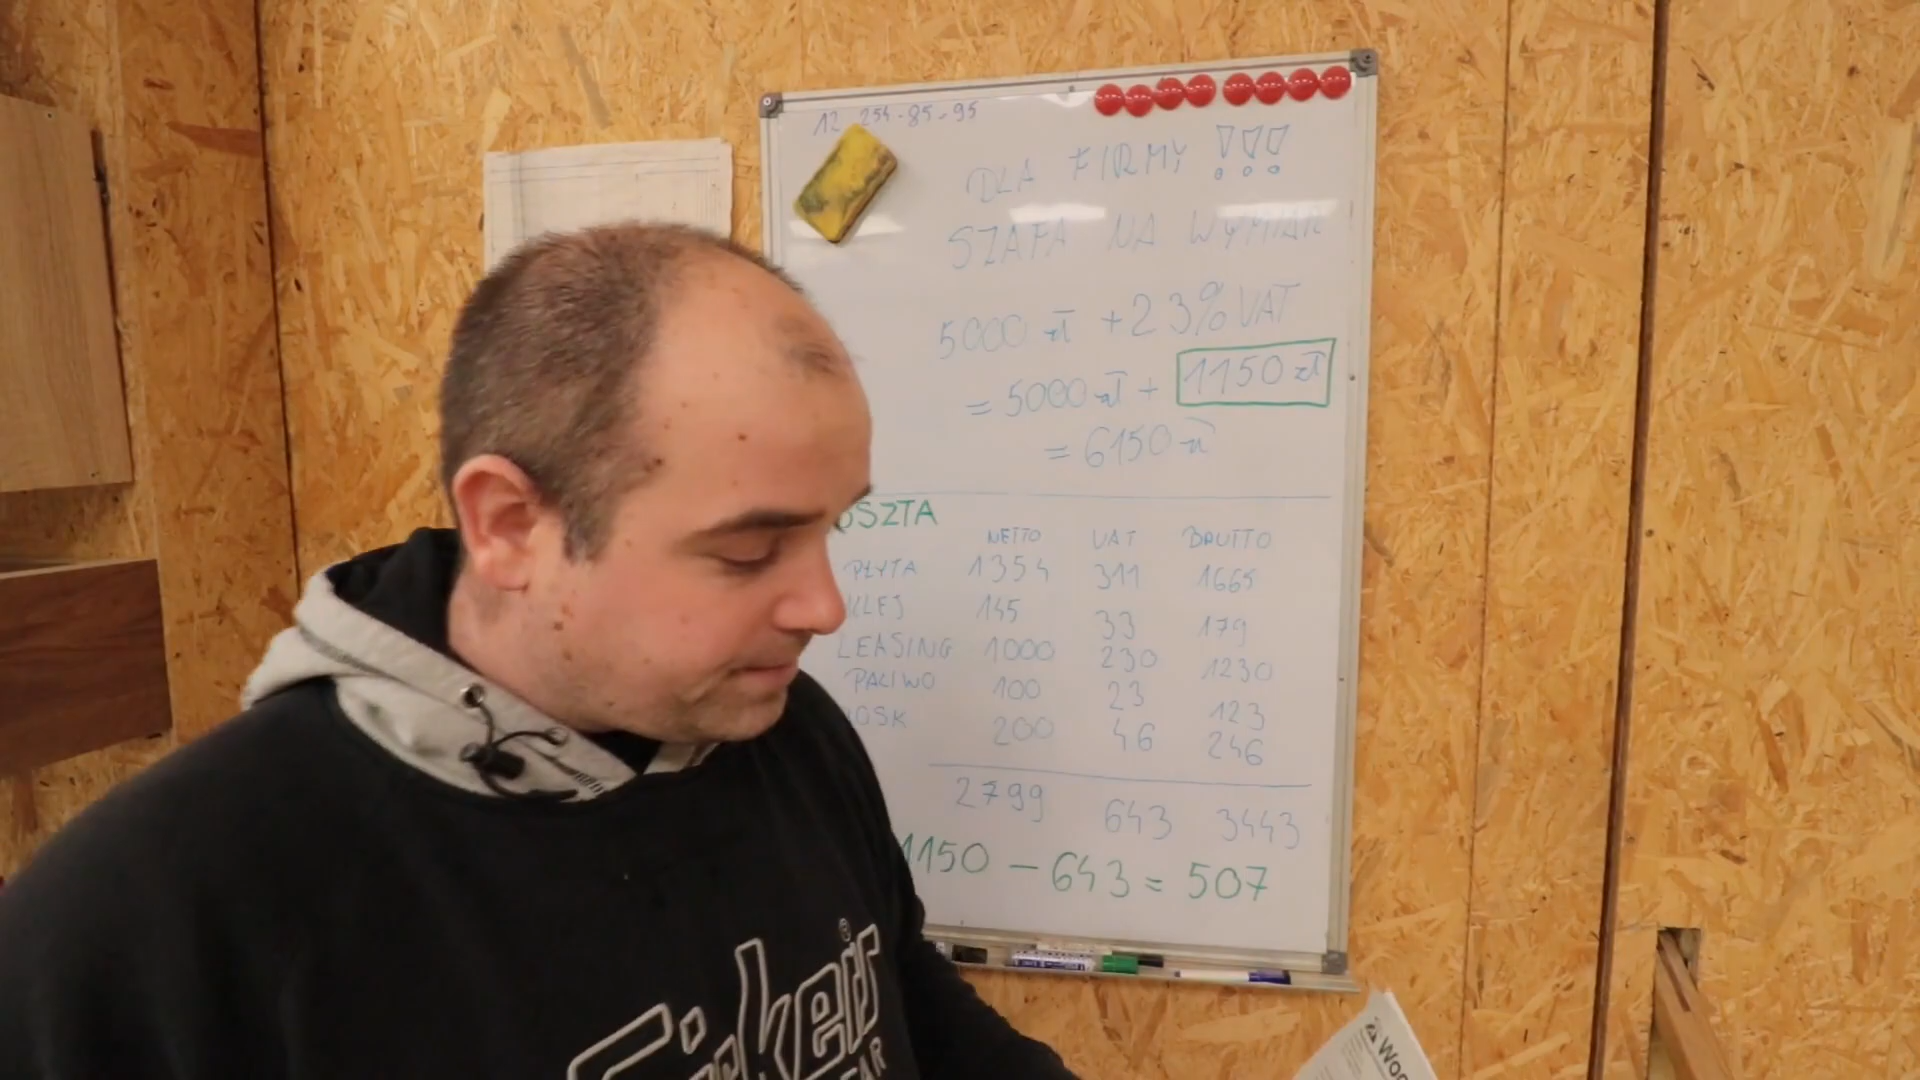 12 254-85-95
DLA FIRMY !!!
SZAFA NA WYMIAR
5000 zł + 23% VAT
= 5000 zł + 1150 zł
= 6150 zł
OSZTA
NETTO VAT BRUTTO
PŁYTA 1354 311 1665
KLEJ 145 33 179
LEASING 1000 230 1230
PALIWO 100 23 123
200 46 246
2799 643 3443
1150 - 643 = 507